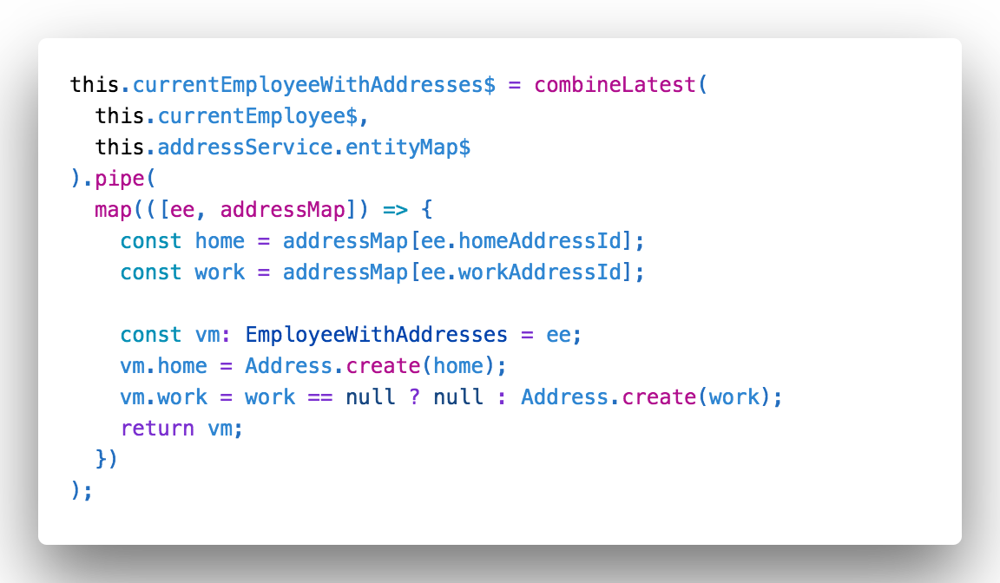 this.currentEmployeeWithAddresses$ = combineLatest(
  this.currentEmployee$,
  this.addressService.entityMap$
).pipe(
  map(([ee, addressMap]) => {
    const home = addressMap[ee.homeAddressId];
    const work = addressMap[ee.workAddressId];

    const vm: EmployeeWithAddresses = ee;
    vm.home = Address.create(home);
    vm.work = work == null ? null : Address.create(work);
    return vm;
  })
);